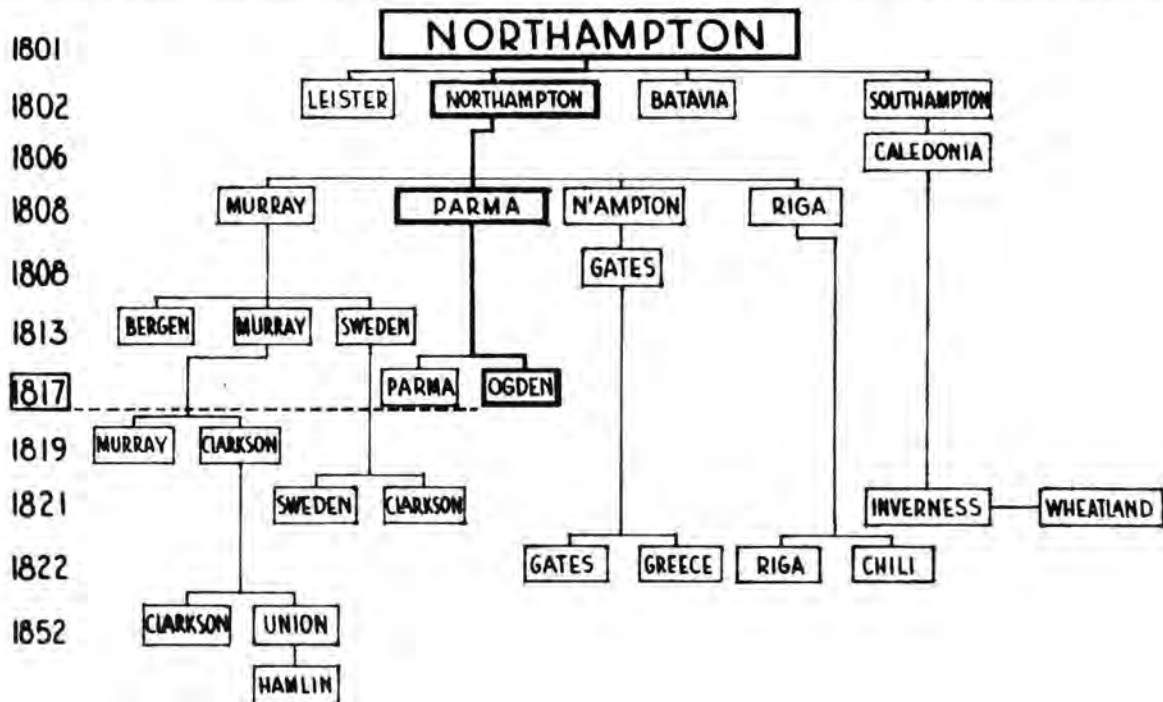 1801 NORTHAMPTON
1802 LEISTER NORTHAMPTON BATAVIA SOUTHAMPTON
1806 CALEDONIA
1808 MURRAY PARMA N'AMPTON RIGA
1808 GATES
1813 BERGEN MURRAY SWEDEN
1817 PARMA OGDEN
1819 MURRAY CLARKSON
1821 SWEDEN CLARKSON INVERNESS WHEATLAND
1822 GATES GREECE RIGA CHILI
1852 CLARKSON UNION
HAMLIN